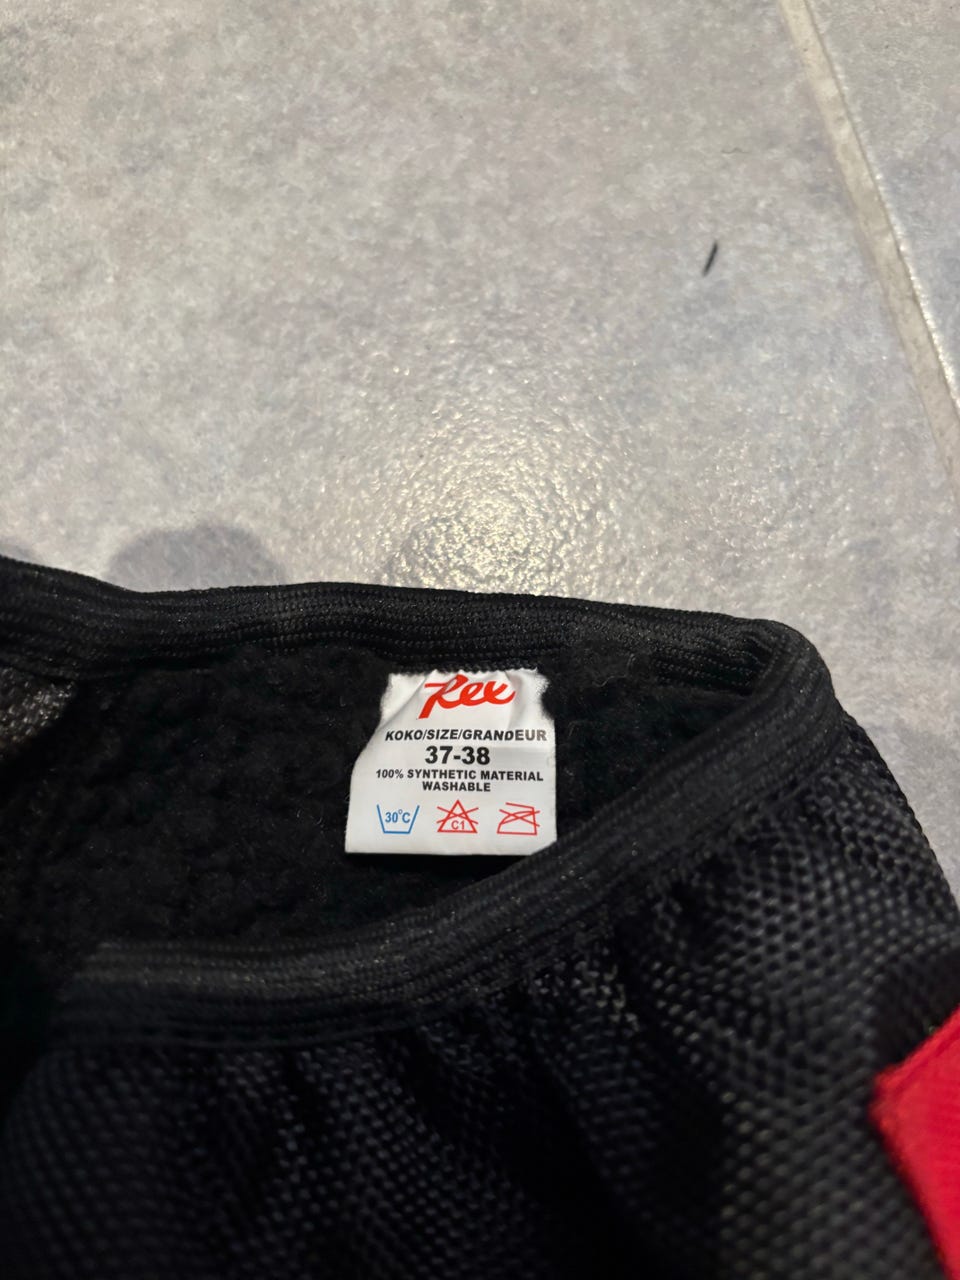 Rex
KOKO/SIZE/GRANDEUR
37-38
100% SYNTHETIC MATERIAL
WASHABLE
30°C C1